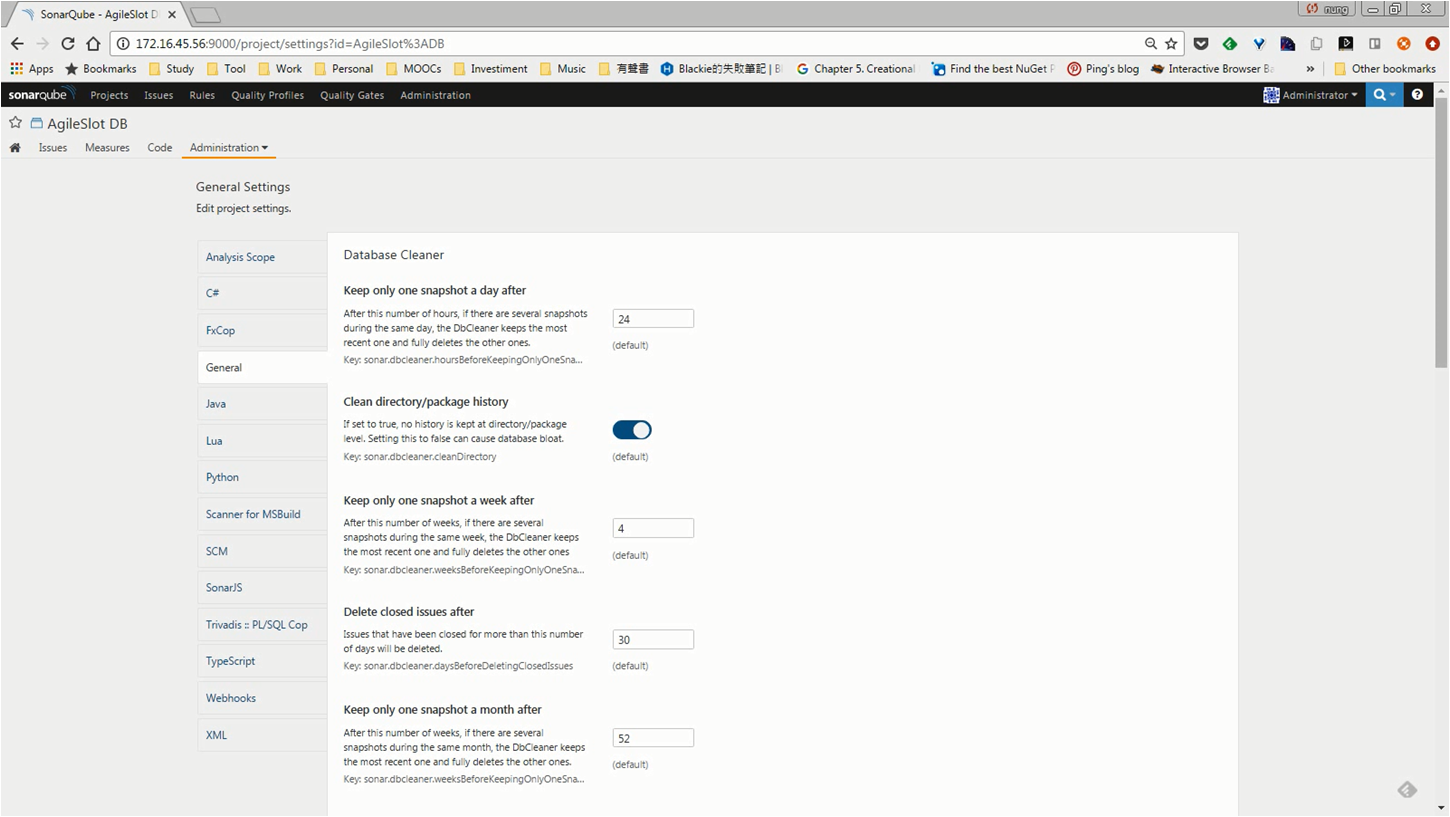 SonarQube - AgileSlot D
nung
172.16.45.56:9000/project/settings?id=AgileSlot%3ADB
Apps Bookmarks Study Tool Work Personal MOOCs Investiment Music 有聲書 Blackie的失敗筆記 | Bl Chapter 5. Creational Find the best NuGet P Ping's blog Interactive Browser Ba » Other bookmarks
sonarqube Projects Issues Rules Quality Profiles Quality Gates Administration Administrator
AgileSlot DB
Issues Measures Code Administration
General Settings
Edit project settings.
Analysis Scope
C#
FxCop
General
Java
Lua
Python
Scanner for MSBuild
SCM
SonarJS
Trivadis :: PL/SQL Cop
TypeScript
Webhooks
XML
Database Cleaner
Keep only one snapshot a day after
After this number of hours, if there are several snapshots
during the same day, the DbCleaner keeps the most
recent one and fully deletes the other ones.
Key: sonar.dbcleaner.hoursBeforeKeepingOnlyOneSna...
24
(default)
Clean directory/package history
If set to true, no history is kept at directory/package
level. Setting this to false can cause database bloat.
Key: sonar.dbcleaner.cleanDirectory
(default)
Keep only one snapshot a week after
After this number of weeks, if there are several
snapshots during the same week, the DbCleaner keeps
the most recent one and fully deletes the other ones
Key: sonar.dbcleaner.weeksBeforeKeepingOnlyOneSna...
4
(default)
Delete closed issues after
Issues that have been closed for more than this number
of days will be deleted.
Key: sonar.dbcleaner.daysBeforeDeletingClosedIssues
30
(default)
Keep only one snapshot a month after
After this number of weeks, if there are several
snapshots during the same month, the DbCleaner keeps
the most recent one and fully deletes the other ones.
Key: sonar.dbcleaner.weeksBeforeKeepingOnlyOneSna...
52
(default)